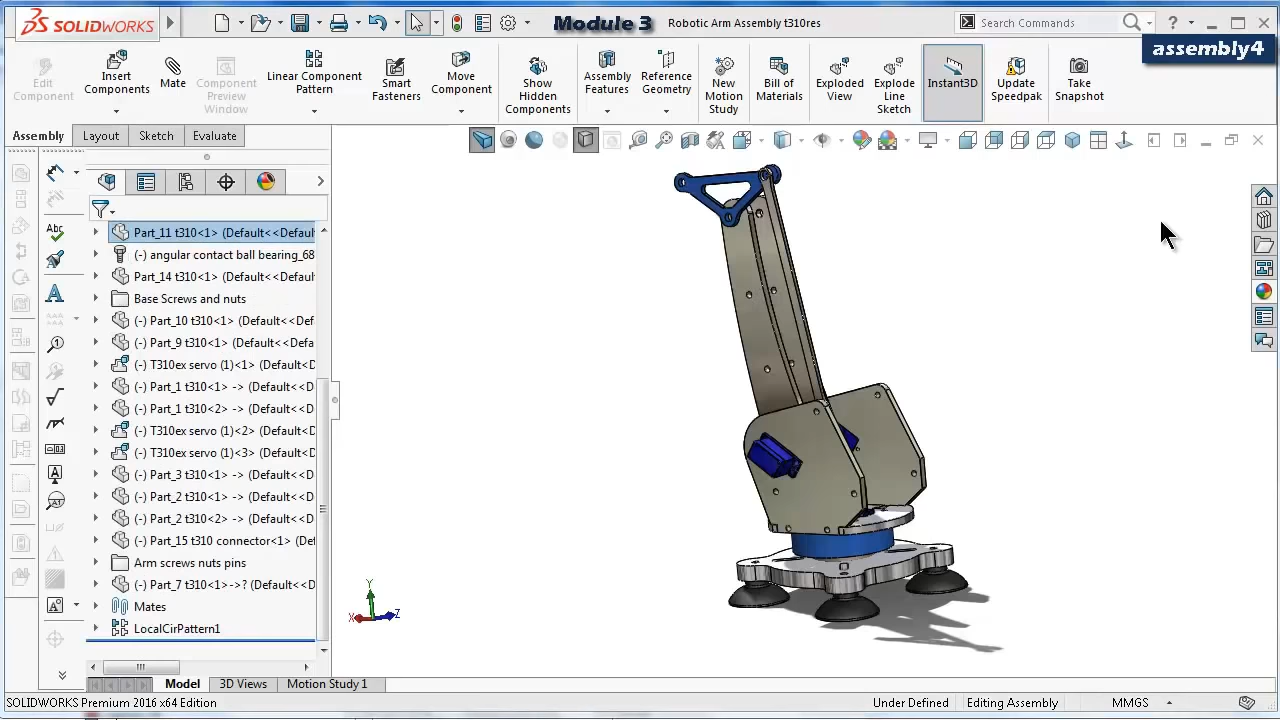 SOLIDWORKS
Module 3
Robotic Arm Assembly t310res
Search Commands
?
assembly4
Edit
Component
Insert
Components
Mate
Component
Preview
Window
Linear Component
Pattern
Smart
Fasteners
Move
Component
Show
Hidden
Components
Assembly
Features
Reference
Geometry
New
Motion
Study
Bill of
Materials
Exploded
View
Explode
Line
Sketch
Instant3D
Update
Speedpak
Take
Snapshot
Assembly
Layout
Sketch
Evaluate
Part_11 t310<1> (Default<<Defaul
(-) angular contact ball bearing_68
Part_14 t310<1> (Default<<Default
Base Screws and nuts
(-) Part_10 t310<1> (Default<<Def
(-) Part_9 t310<1> (Default<<Defa
(-) T310ex servo (1)<1> (Default<D
(-) Part_1 t310<1> -> (Default<<D
(-) Part_1 t310<2> -> (Default<<D
(-) T310ex servo (1)<2> (Default<D
(-) T310ex servo (1)<3> (Default<D
(-) Part_3 t310<1> -> (Default<<D
(-) Part_2 t310<1> -> (Default<<D
(-) Part_2 t310<2> -> (Default<<D
(-) Part_15 t310 connector<1> (Def
Arm screws nuts pins
(-) Part_7 t310<1>->? (Default<<D
Mates
LocalCirPattern1
Y
X
Z
Model
3D Views
Motion Study1
SOLIDWORKS Premium 2016 x64 Edition
Under Defined
Editing Assembly
MMGS